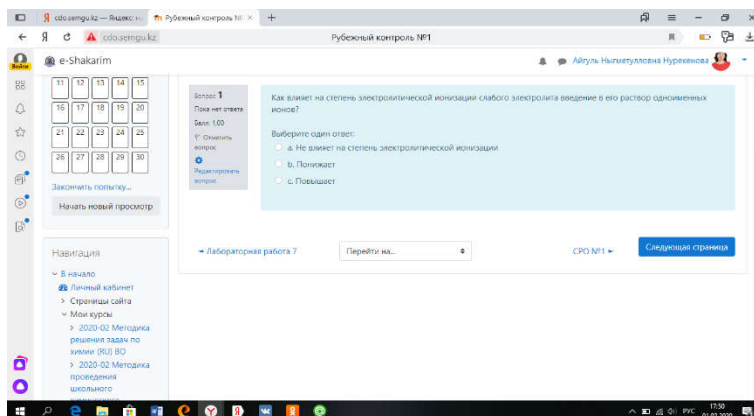 cdo.semgu.kz — Яндекс: н
Рубежный контроль №
cdo.semgu.kz
Рубежный контроль №1
Войти
e-Shakarim
Айгуль Ныгметулловна Нурекенова
11 12 13 14 15
16 17 18 19 20
21 22 23 24 25
26 27 28 29 30
Закончить попытку...
Начать новый просмотр
Вопрос 1
Пока нет ответа
Балл: 1,00
Отметить вопрос
Редактировать вопрос
Как влияет на степень электролитической ионизации слабого электролита введение в его раствор одноименных
ионов?
Выберите один ответ:
a. Не влияет на степень электролитической ионизации
b. Понижает
c. Повышает
Лабораторная работа 7
Перейти на...
СРО №1
Следующая страница
Навигация
В начало
Личный кабинет
Страницы сайта
Мои курсы
2020-02 Методика
решения задач по
химии (RU) ВО
2020-02 Методика
проведения
школьного
РУС
17:50